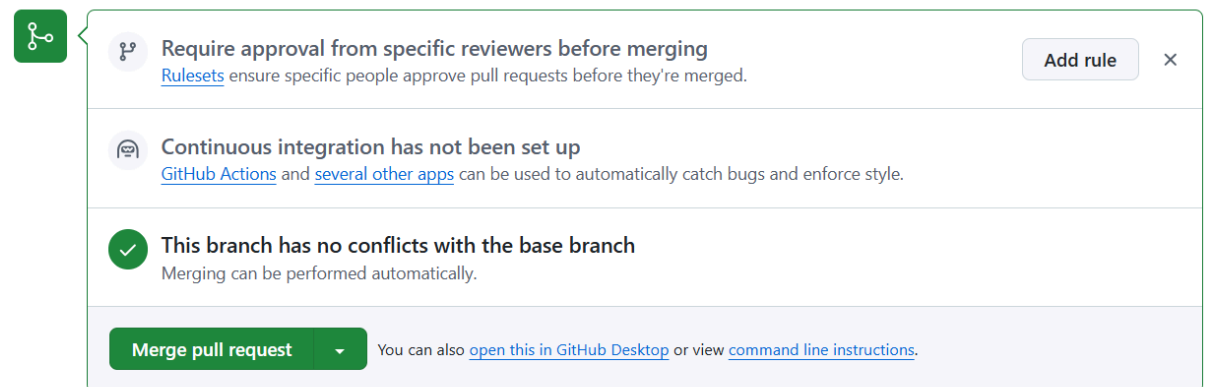 Require approval from specific reviewers before merging
Rulesets ensure specific people approve pull requests before they're merged.
Add rule
Continuous integration has not been set up
GitHub Actions and several other apps can be used to automatically catch bugs and enforce style.
This branch has no conflicts with the base branch
Merging can be performed automatically.
Merge pull request
You can also open this in GitHub Desktop or view command line instructions.